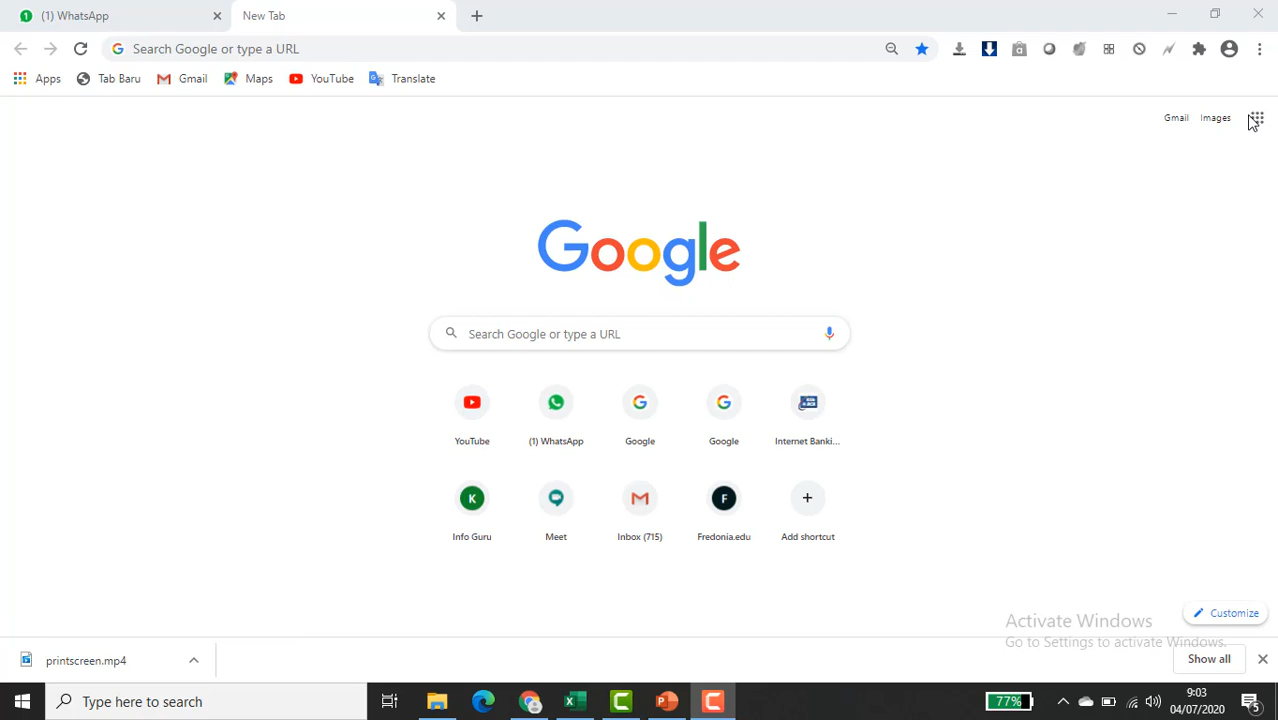 (1) WhatsApp
New Tab
Search Google or type a URL
Apps
Tab Baru
Gmail
Maps
YouTube
Translate
Gmail
Images
Google
Search Google or type a URL
YouTube
(1) WhatsApp
Google
Google
Internet Banki...
K
F
Info Guru
Meet
Inbox (715)
Fredonia.edu
Add shortcut
Customize
Activate Windows
Go to Settings to activate Windows.
printscreen.mp4
Show all
Type here to search
77%
9:03
04/07/2020
5